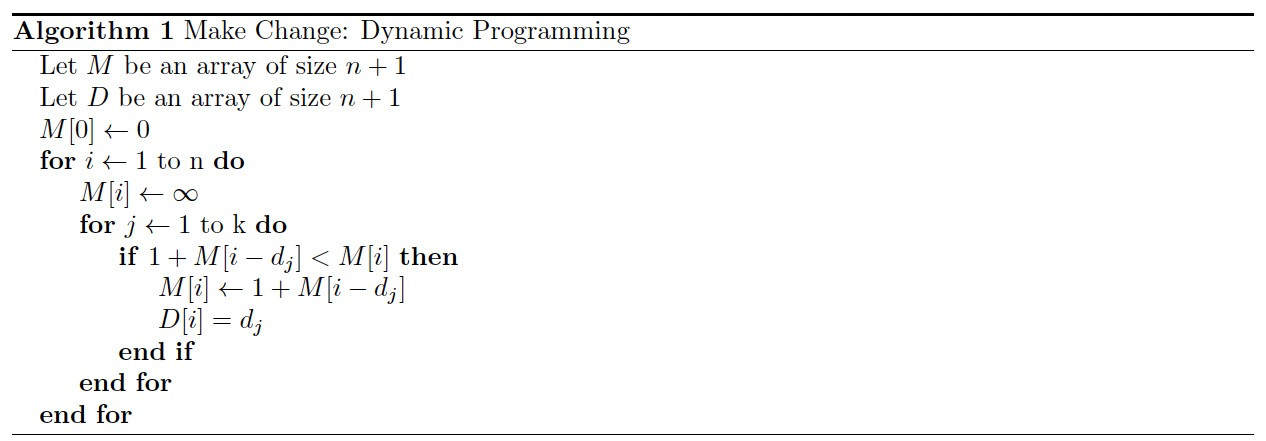 Algorithm 1 Make Change: Dynamic Programming
Let M be an array of size n + 1
Let D be an array of size n + 1
M[0] ← 0
for i ← 1 to n do
M[i] ← ∞
for j ← 1 to k do
if 1 + M[i − d_j] < M[i] then
M[i] ← 1 + M[i − d_j]
D[i] = d_j
end if
end for
end for